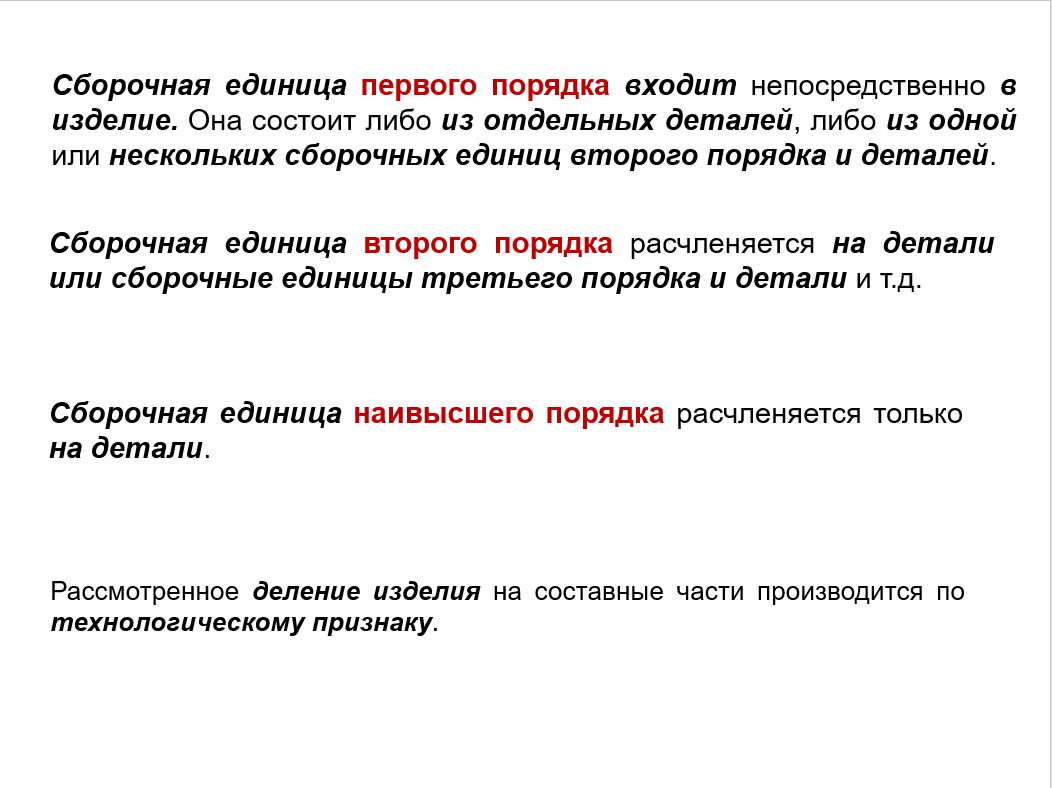 Сборочная единица первого порядка входит непосредственно в
изделие. Она состоит либо из отдельных деталей, либо из одной
или нескольких сборочных единиц второго порядка и деталей.
Сборочная единица второго порядка расчленяется на детали
или сборочные единицы третьего порядка и детали и т.д.
Сборочная единица наивысшего порядка расчленяется только
на детали.
Рассмотренное деление изделия на составные части производится по
технологическому признаку.